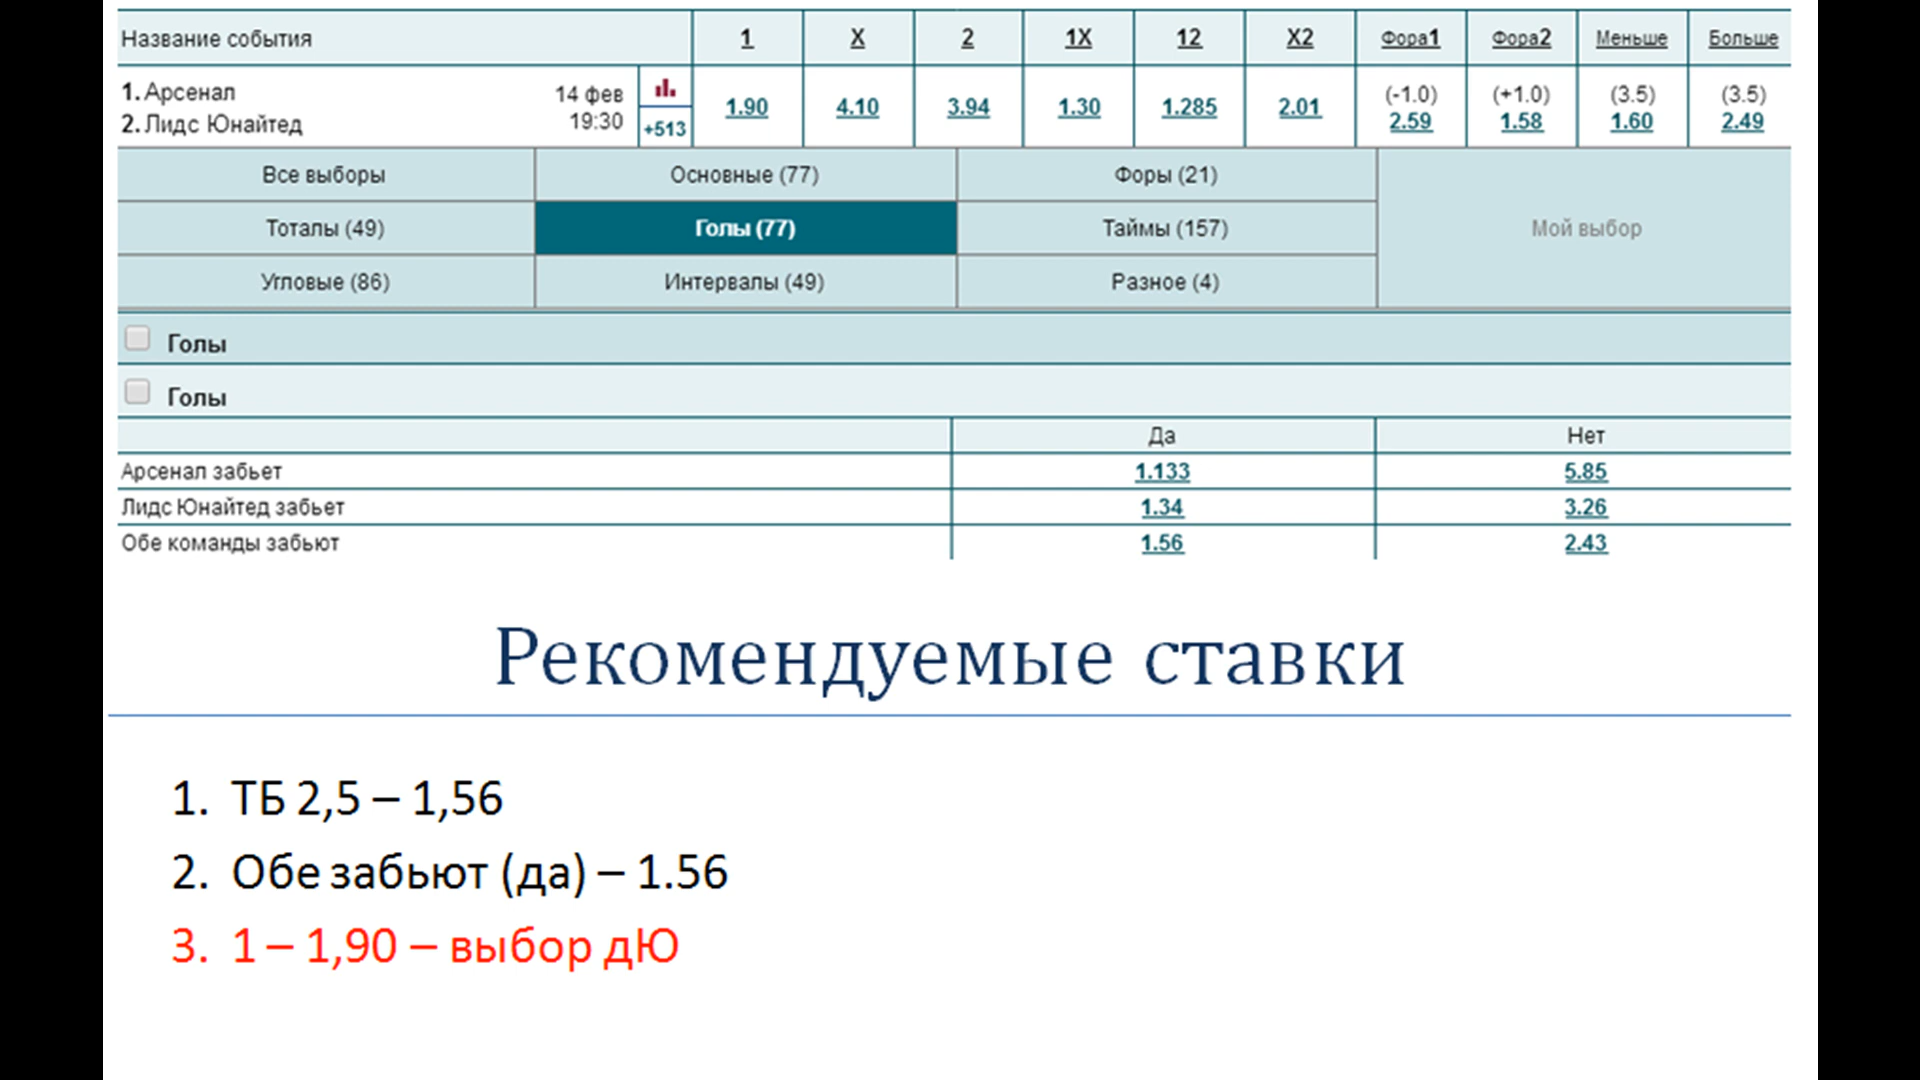 Название события 1 X 2 1X 12 X2 Фора1 Фора2 Меньше Больше
1. Арсенал 14 фев (-1.0) (+1.0) (3.5) (3.5)
1.90 4.10 3.94 1.30 1.285 2.01
2. Лидс Юнайтед 19:30 +513 2.59 1.58 1.60 2.49
Все выборы Основные (77) Форы (21)
Тоталы (49) Голы (77) Таймы (157) Мой выбор
Угловые (86) Интервалы (49) Разное (4)
Голы
Голы
Да Нет
Арсенал забьет 1.133 5.85
Лидс Юнайтед забьет 1.34 3.26
Обе команды забьют 1.56 2.43
Рекомендуемые ставки
1. ТБ 2,5 – 1,56
2. Обе забьют (да) – 1.56
3. 1 – 1,90 – выбор дЮ